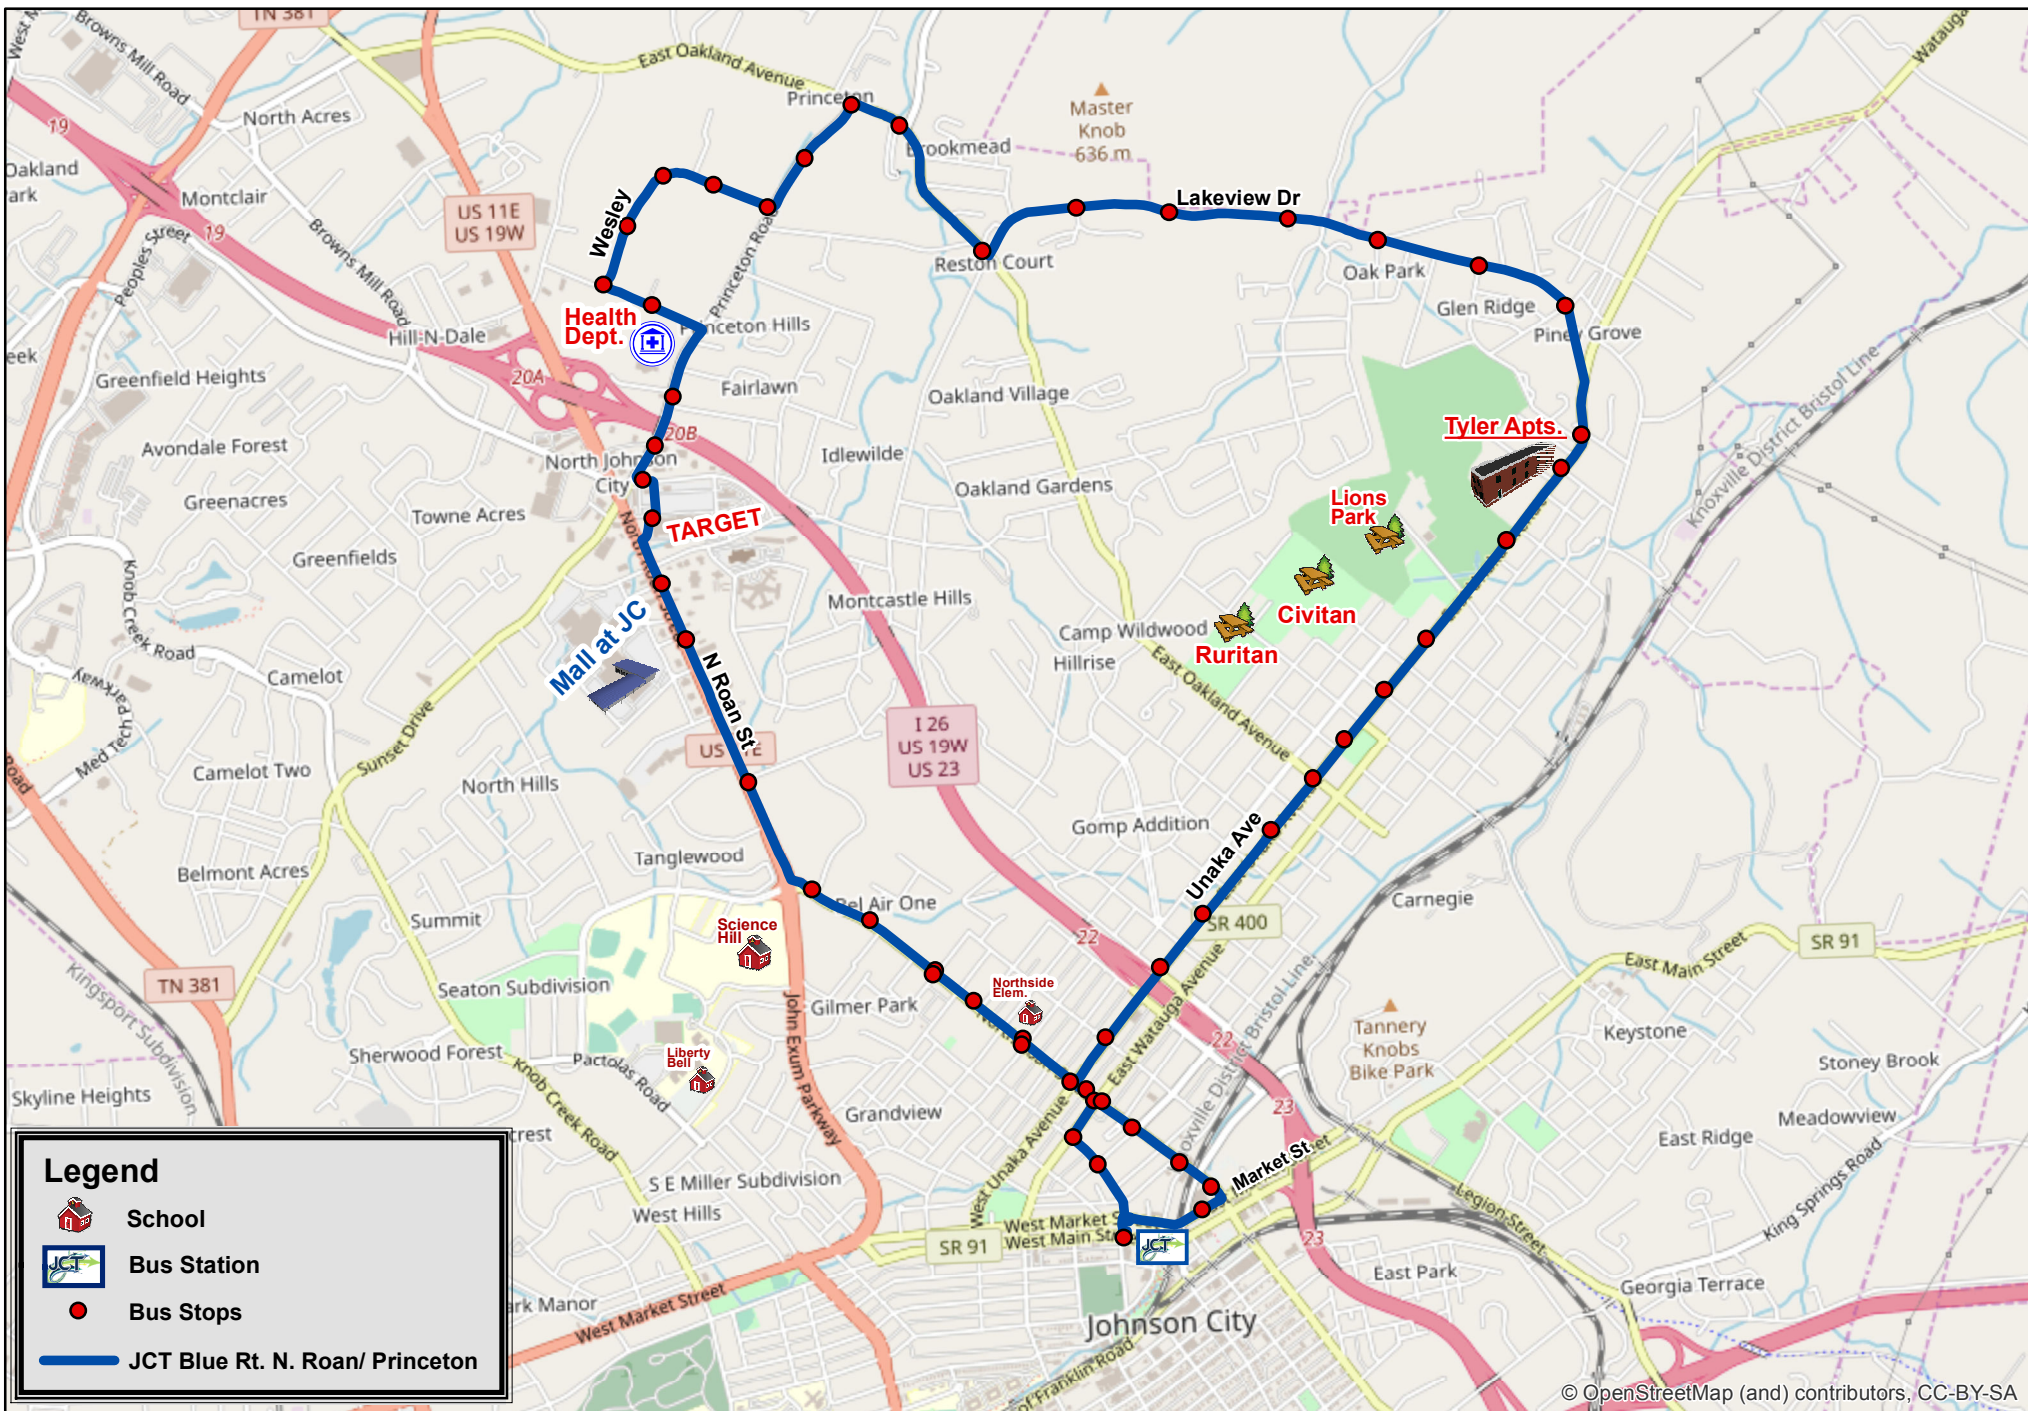 TN 381
Browns Mill Road
East Oakland Avenue
Princeton
Master
Knob
636 m
19
North Acres
Brookmead
Oakland
Montclair
Wesley
Lakeview Dr
US 11E
US 19W
19
Peoples Street
Browns Mill Road
Princeton Road
Reston Court
Oak Park
Glen Ridge
Health
Dept.
Princeton Hills
Piney Grove
Hill-N-Dale
Greenfield Heights
20A
Fairlawn
Oakland Village
Knoxville District Bristol Line
Avondale Forest
20B
Tyler Apts.
North Johnson
City
Idlewilde
Greenacres
Towne Acres
Oakland Gardens
Lions
Park
TARGET
Greenfields
Knob Creek Road
Mall at JC
Montcastle Hills
Civitan
Camp Wildwood
Ruritan
Hillrise
East Oakland Avenue
Camelot
N Roan St
Med Tech Parkway
Sunset Drive
I 26
US 19W
US 23
Camelot Two
North Hills
Gomp Addition
Unaka Ave
Tanglewood
Belmont Acres
Bel Air One
Carnegie
Summit
Science
Hill
SR 400
22
SR 91
East Main Street
TN 381
Seaton Subdivision
Kingsport Subdivision
Gilmer Park
Northside
Elem.
John Exum Parkway
East Watauga Avenue
22
Tannery
Knobs
Bike Park
Keystone
Sherwood Forest
Pactolas Road
Liberty
Bell
Knob Creek Road
Stoney Brook
Skyline Heights
Grandview
23
Meadowview
East Ridge
West Unaka Avenue
S E Miller Subdivision
West Hills
Market St
Legion Street
King Springs Road
West Market
West Main Street
SR 91
JCT
23
East Park
Georgia Terrace
West Market Street
Johnson City
Legend
School
JCT
Bus Station
Bus Stops
JCT Blue Rt. N. Roan/ Princeton
© OpenStreetMap (and) contributors, CC-BY-SA